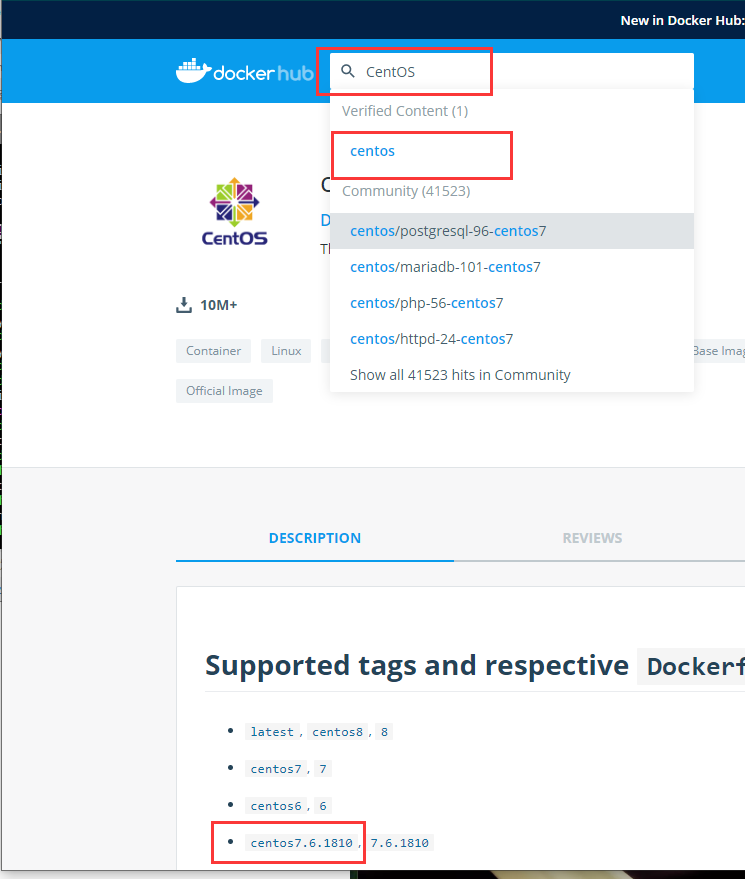 New in Docker Hub:
docker hub
CentOS
Verified Content (1)
centos
Community (41523)
centos/postgresql-96-centos7
centos/mariadb-101-centos7
centos/php-56-centos7
centos/httpd-24-centos7
Show all 41523 hits in Community
CentOS
10M+
Container
Linux
Base Imag
Official Image
DESCRIPTION
REVIEWS
Supported tags and respective Dockerf
latest, centos8, 8
centos7, 7
centos6, 6
centos7.6.1810, 7.6.1810